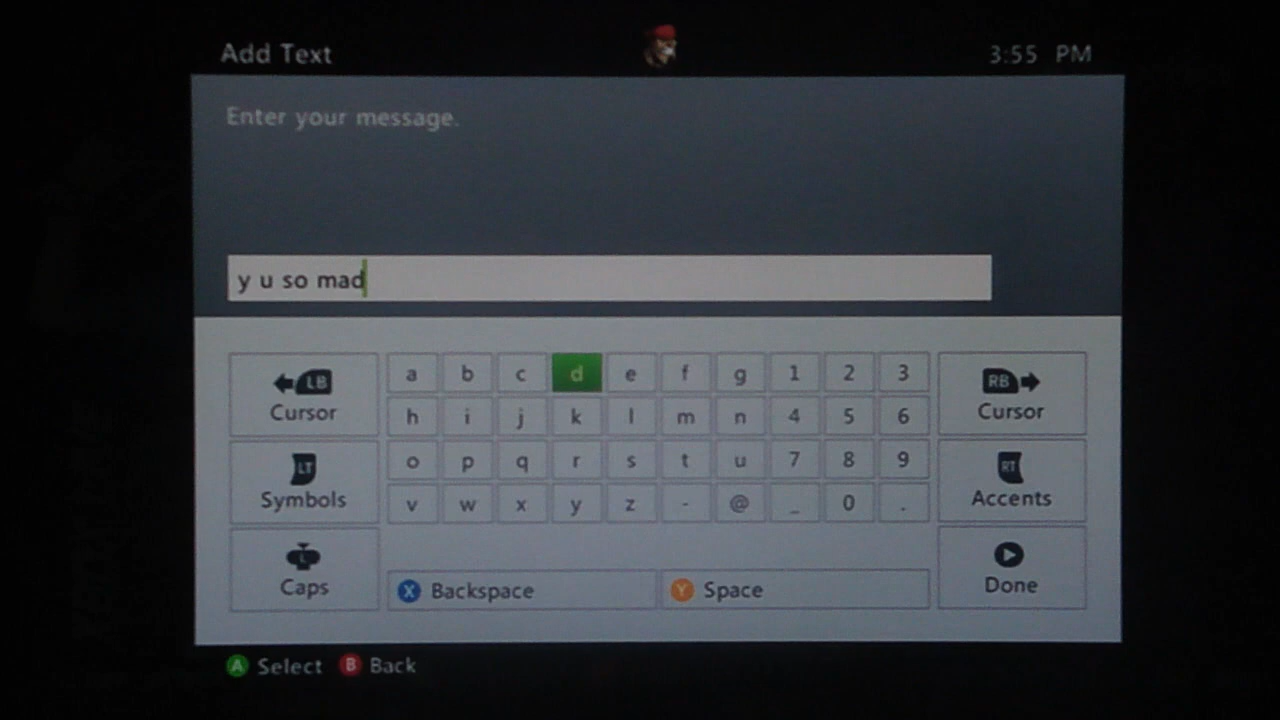 Add Text
3:55 PM
Enter your message.
y u so mad
LB
Cursor
a b c d e f g 1 2 3
RB
Cursor
h i j k l m n 4 5 6
LT
Symbols
o p q r s t u 7 8 9
RT
Accents
v w x y z - @ _ 0 .
L
Caps
X Backspace
Y Space
Done
A Select B Back